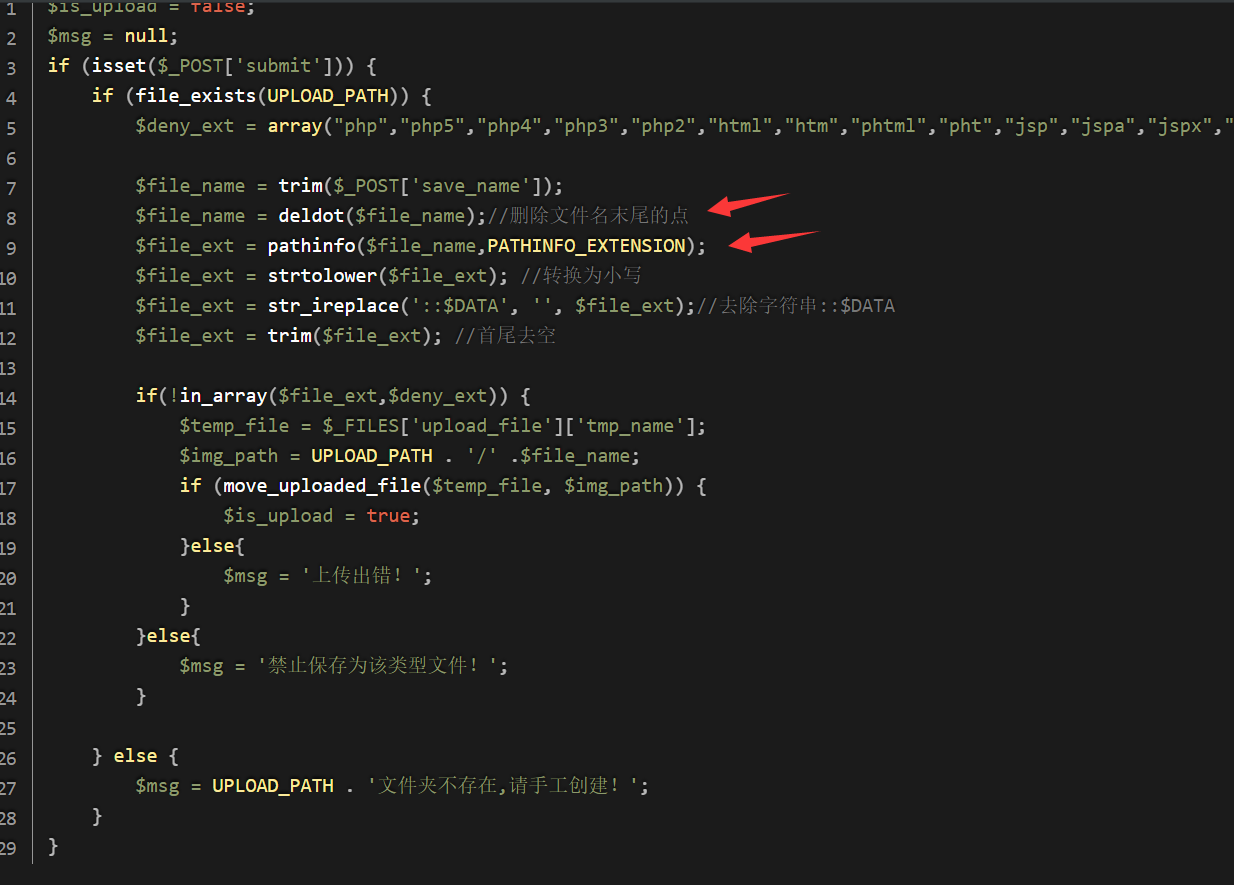 1 $is_upload = false;
2 $msg = null;
3 if (isset($_POST['submit'])) {
4 if (file_exists(UPLOAD_PATH)) {
5 $deny_ext = array("php","php5","php4","php3","php2","html","htm","phtml","pht","jsp","jspa","jspx","
6
7 $file_name = trim($_POST['save_name']);
8 $file_name = deldot($file_name);//删除文件名末尾的点
9 $file_ext = pathinfo($file_name,PATHINFO_EXTENSION);
10 $file_ext = strtolower($file_ext); //转换为小写
11 $file_ext = str_ireplace('::$DATA', '', $file_ext);//去除字符串::$DATA
12 $file_ext = trim($file_ext); //首尾去空
13
14 if(!in_array($file_ext,$deny_ext)) {
15 $temp_file = $_FILES['upload_file']['tmp_name'];
16 $img_path = UPLOAD_PATH . '/' .$file_name;
17 if (move_uploaded_file($temp_file, $img_path)) {
18 $is_upload = true;
19 }else{
20 $msg = '上传出错！';
21 }
22 }else{
23 $msg = '禁止保存为该类型文件！';
24 }
25
26 } else {
27 $msg = UPLOAD_PATH . '文件夹不存在,请手工创建！';
28 }
29 }